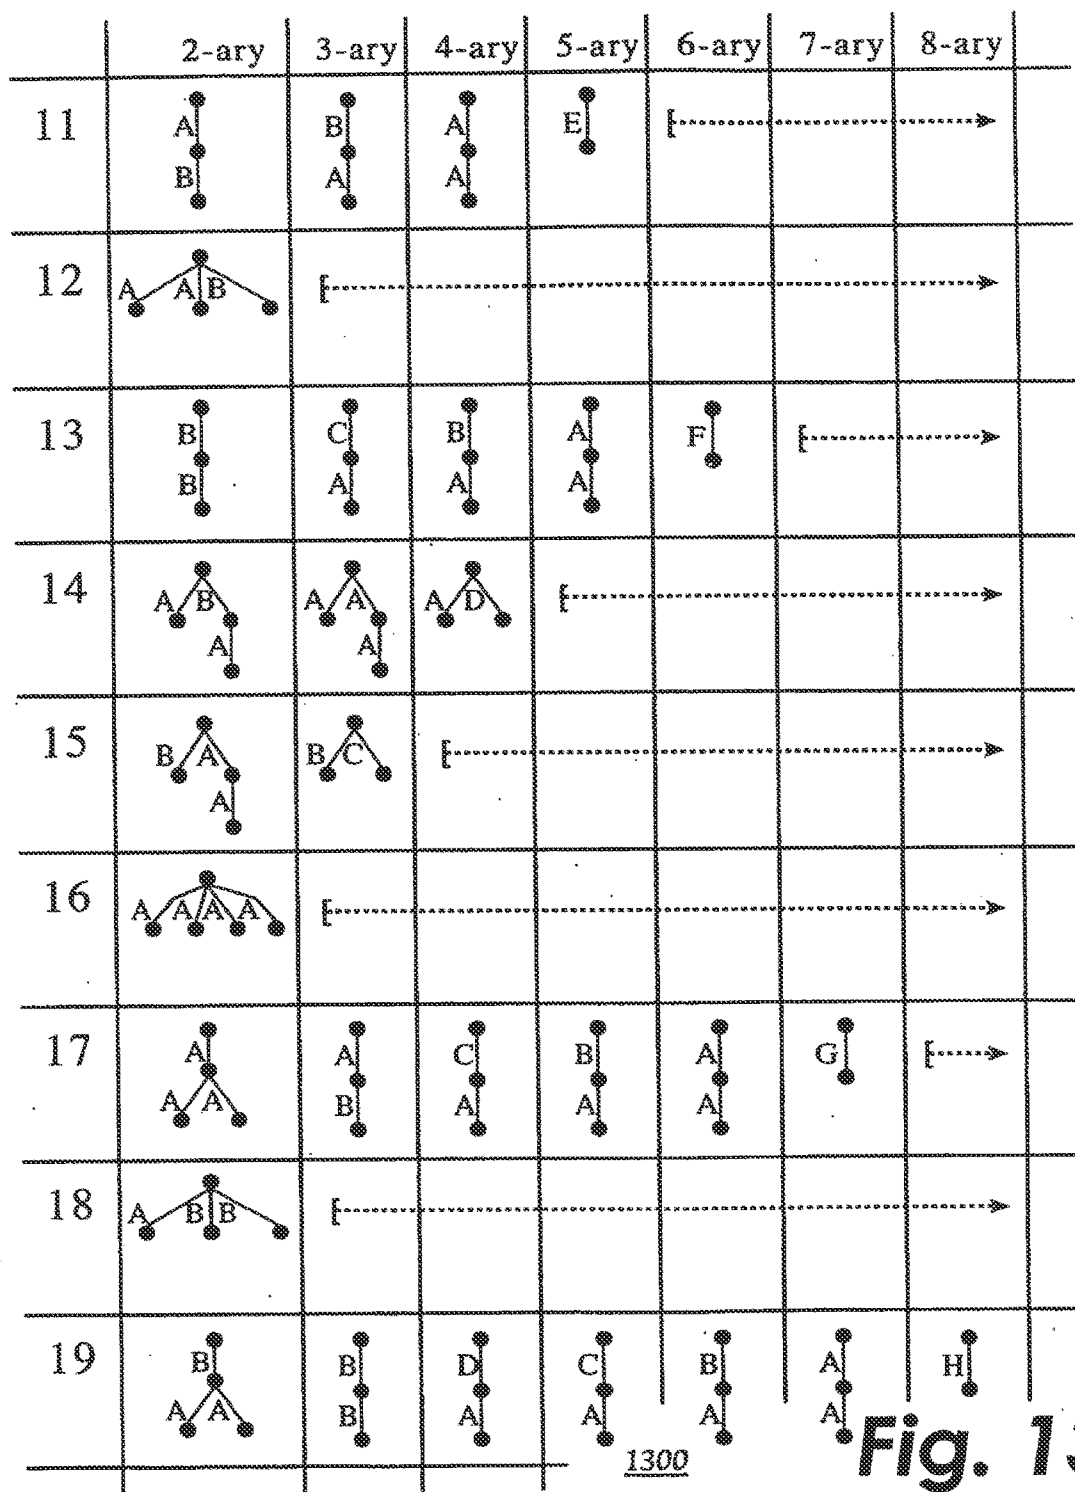 2-ary 3-ary 4-ary 5-ary 6-ary 7-ary 8-ary
11
A B A E
B A A
12
A A B
13
B C B A F
B A A A
14
A B A A A D
A A
15
B A B C
A
16
A A A A
17
A A C B A G
A A B A A A
18
A B B
19
B B D C B A H
A A B A A A A
1300
Fig. 13